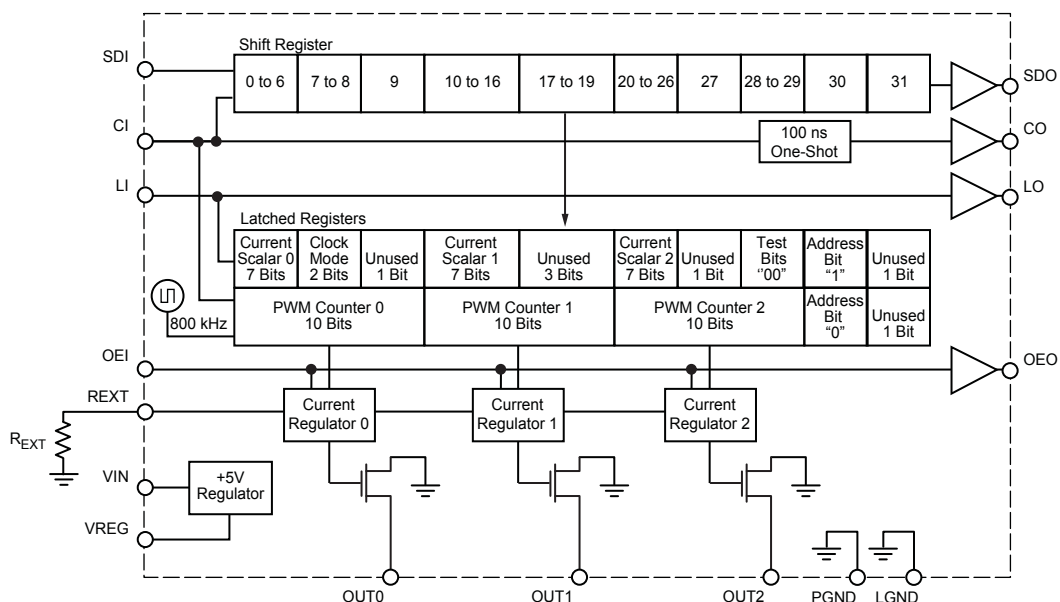 Shift Register
SDI
0 to 6
7 to 8
9
10 to 16
17 to 19
20 to 26
27
28 to 29
30
31
SDO
CI
100 ns
One-Shot
CO
LI
LO
Latched Registers
Current
Scalar 0
7 Bits
Clock
Mode
2 Bits
Unused
1 Bit
Current
Scalar 1
7 Bits
Unused
3 Bits
Current
Scalar 2
7 Bits
Unused
1 Bit
Test
Bits
"00"
Address
Bit
"1"
Unused
1 Bit
800 kHz
PWM Counter 0
10 Bits
PWM Counter 1
10 Bits
PWM Counter 2
10 Bits
Address
Bit
"0"
Unused
1 Bit
OEI
OEO
REXT
Current
Regulator 0
Current
Regulator 1
Current
Regulator 2
REXT
VIN
+5V
Regulator
VREG
OUT0
OUT1
OUT2
PGND
LGND